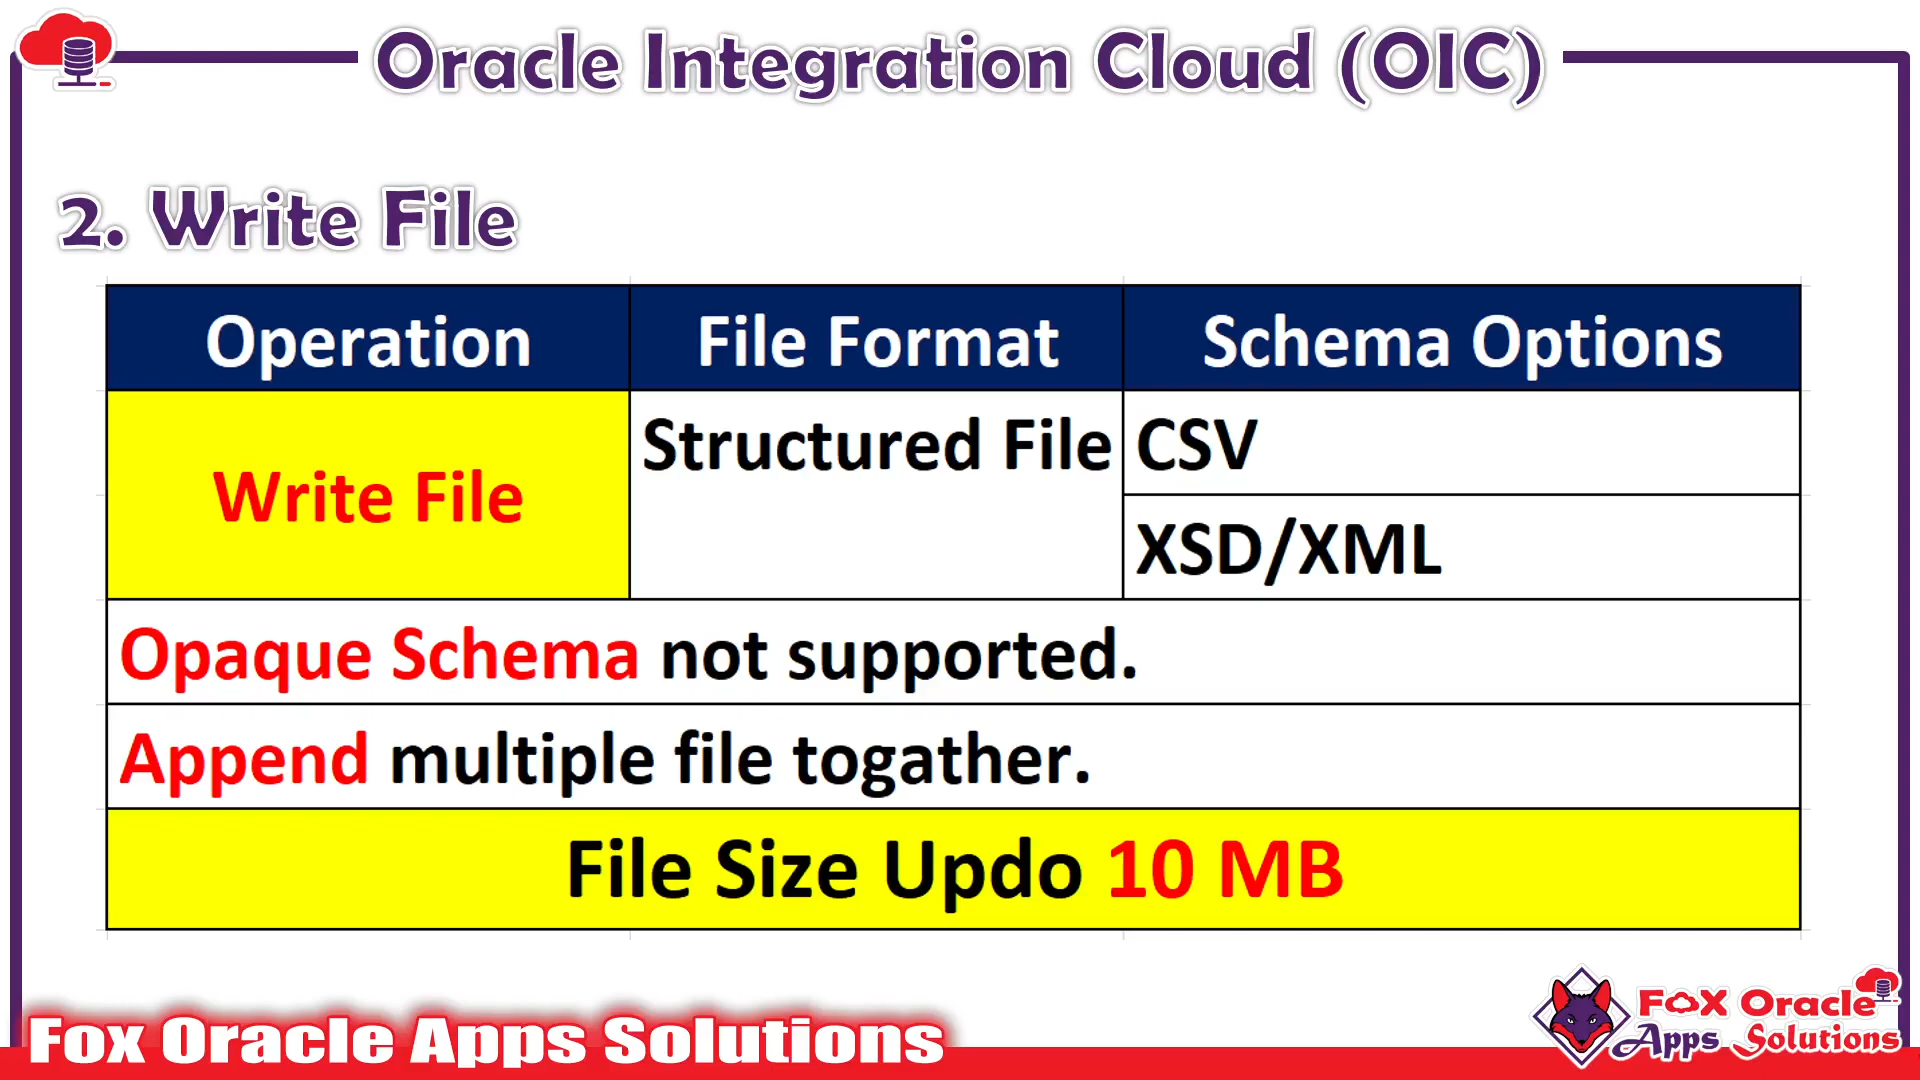 Oracle Integration Cloud (OIC)
2. Write File
Operation File Format Schema Options
Write File Structured File CSV
XSD/XML
Opaque Schema not supported.
Append multiple file togather.
File Size Updo 10 MB
Fox Oracle Apps Solutions
Fox Oracle
Apps Solutions